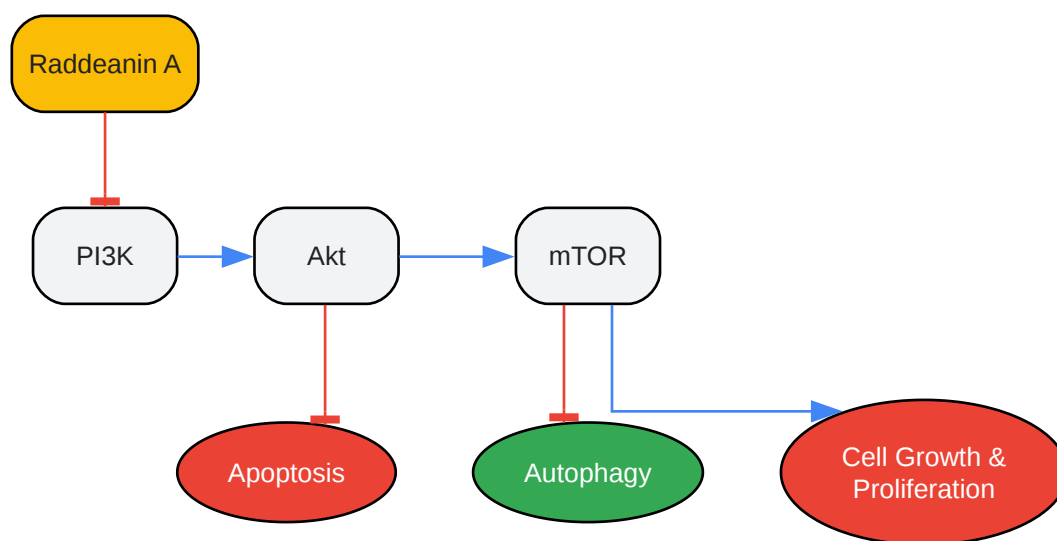 Raddeanin A
PI3K
Akt
mTOR
Apoptosis
Autophagy
Cell Growth &
Proliferation